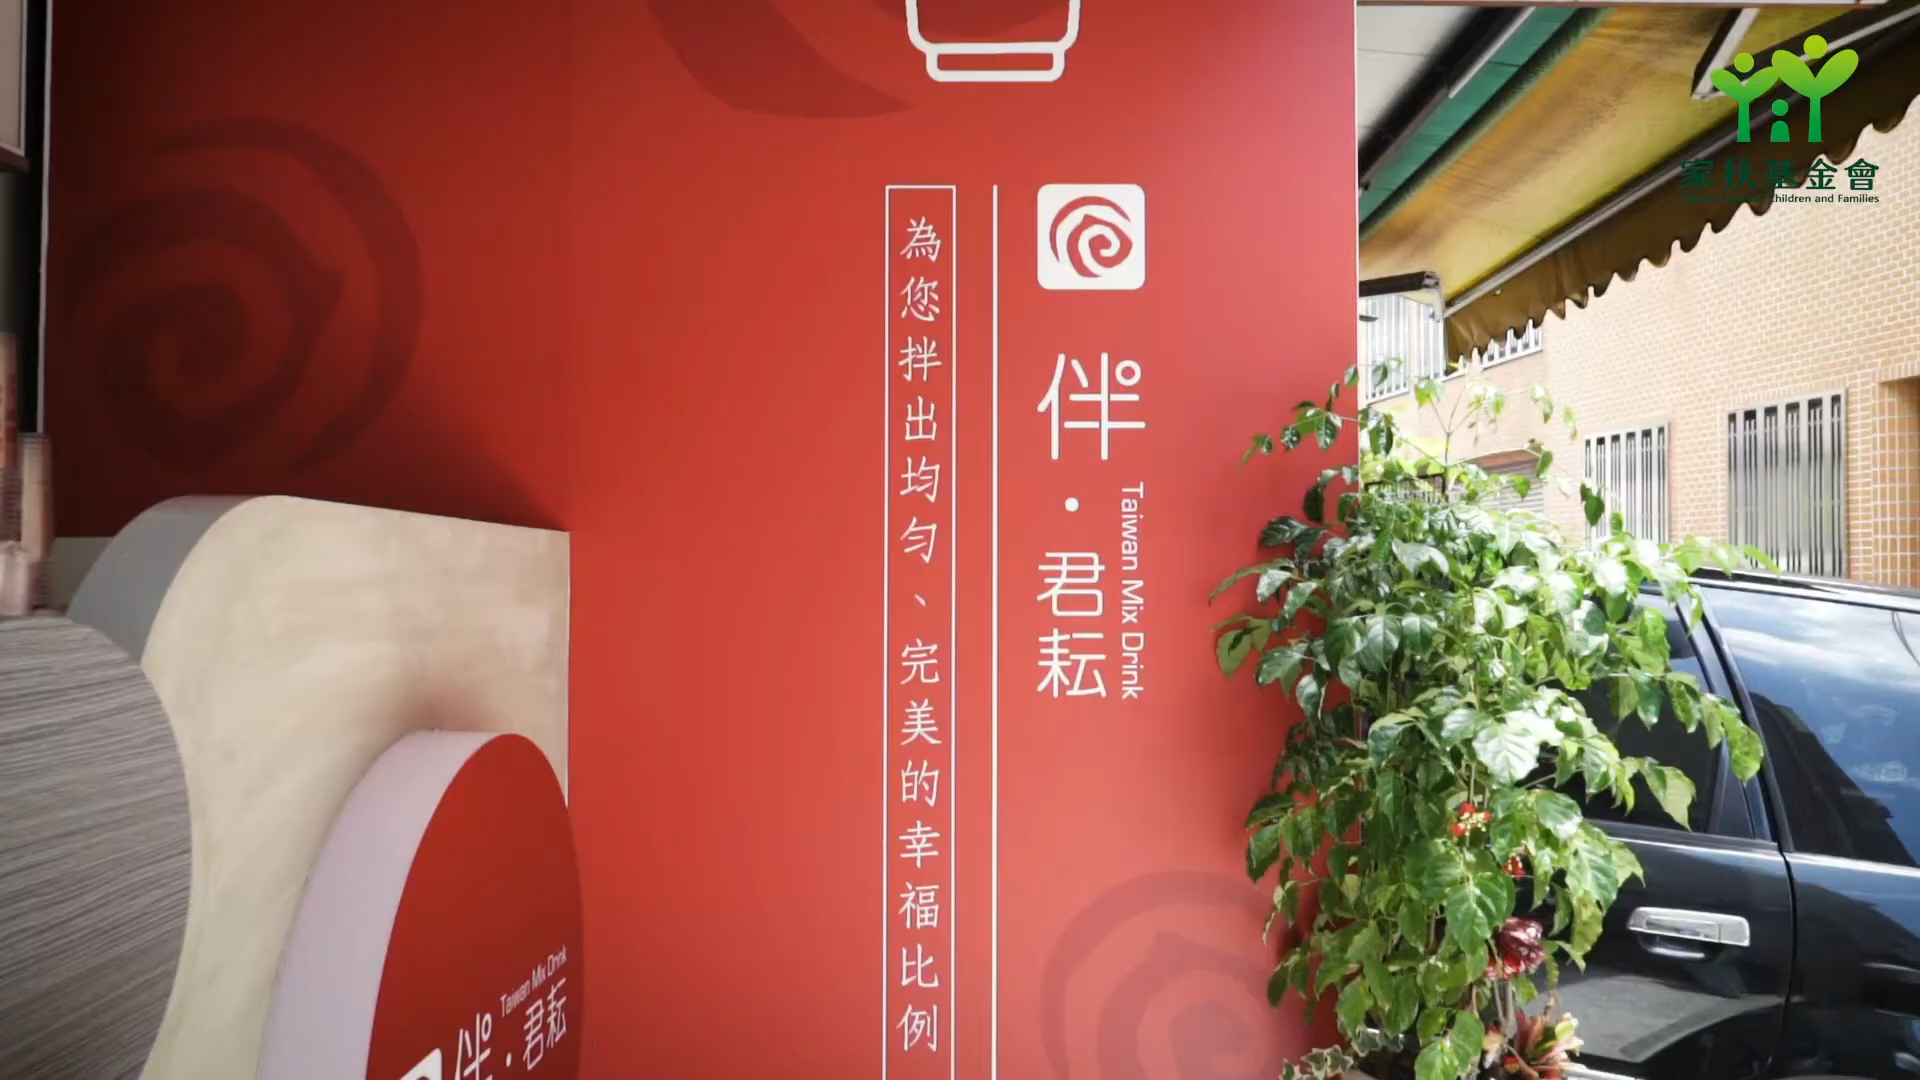 伴・君耘
Taiwan Mix Drink
為您拌出均勻、完美的幸福比例
Taiwan Mix Drink
伴・君耘
家扶基金會
Children and Families